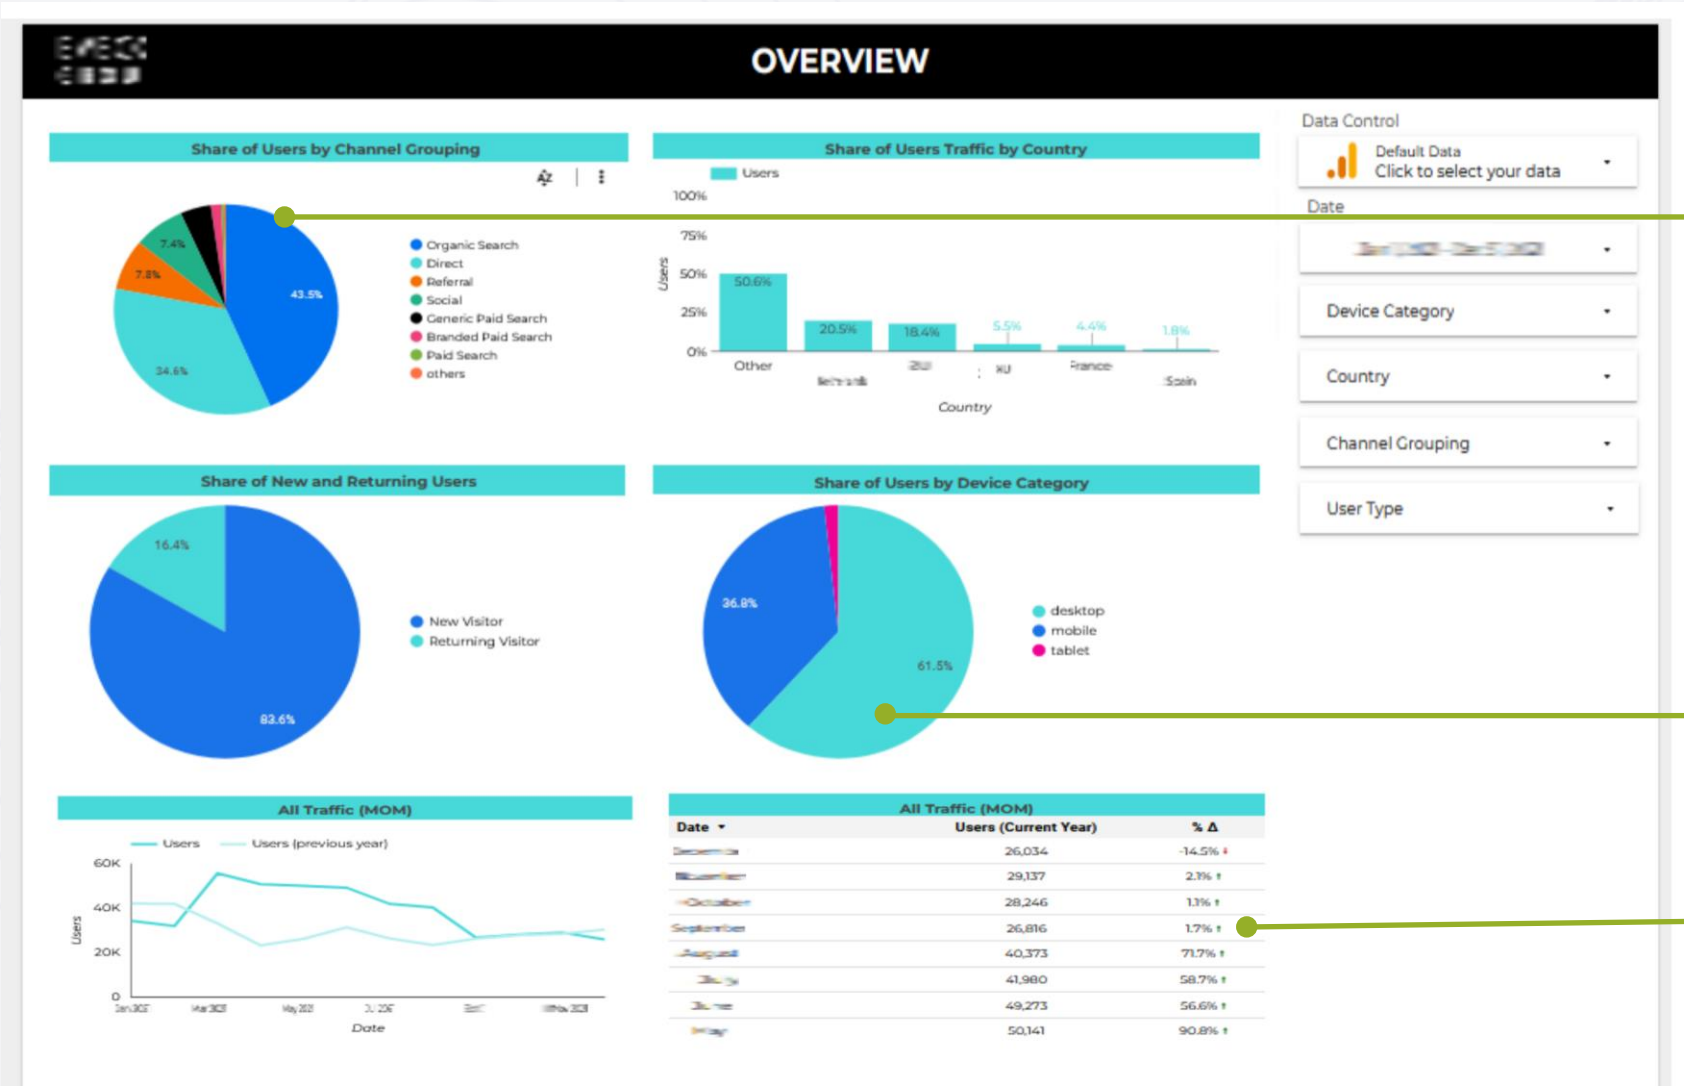 OVERVIEW
Share of Users by Channel Grouping
43.5%
34.6%
7.8%
7.4%
Organic Search
Direct
Referral
Social
Generic Paid Search
Branded Paid Search
Paid Search
others
Share of Users Traffic by Country
Users
100%
75%
50%
25%
0%
Users
50.6%
20.5%
18.4%
5.5%
4.4%
1.8%
Other
France
Spain
Country
Data Control
Default Data
Click to select your data
Date
Device Category
Country
Channel Grouping
User Type
Share of New and Returning Users
16.4%
83.6%
New Visitor
Returning Visitor
Share of Users by Device Category
36.8%
61.5%
desktop
mobile
tablet
All Traffic (MOM)
Users
Users (previous year)
60K
40K
20K
0
Users
Date
All Traffic (MOM)
Date Users (Current Year) % Δ
26,034 -14.5%
29,137 2.1%
October 28,246 1.1%
September 26,816 1.7%
August 40,373 71.7%
July 41,980 58.7%
June 49,273 56.6%
May 50,141 90.8%